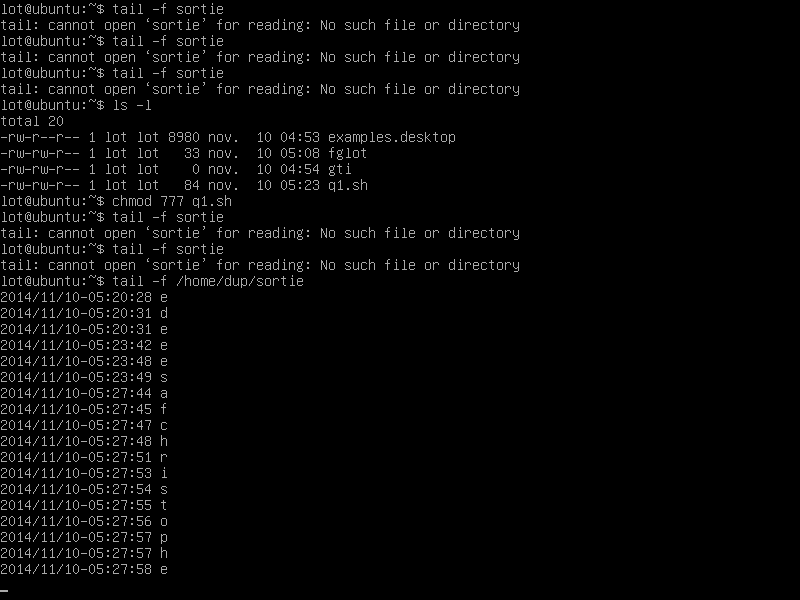 lot@ubuntu:~$ tail -f sortie
tail: cannot open ‘sortie’ for reading: No such file or directory
lot@ubuntu:~$ tail -f sortie
tail: cannot open ‘sortie’ for reading: No such file or directory
lot@ubuntu:~$ tail -f sortie
tail: cannot open ‘sortie’ for reading: No such file or directory
lot@ubuntu:~$ ls -l
total 20
-rw-r--r-- 1 lot lot 8980 nov.  10 04:53 examples.desktop
-rw-rw-r-- 1 lot lot   33 nov.  10 05:08 fglot
-rw-rw-r-- 1 lot lot    0 nov.  10 04:54 gti
-rw-rw-r-- 1 lot lot   84 nov.  10 05:23 q1.sh
lot@ubuntu:~$ chmod 777 q1.sh
lot@ubuntu:~$ tail -f sortie
tail: cannot open ‘sortie’ for reading: No such file or directory
lot@ubuntu:~$ tail -f sortie
tail: cannot open ‘sortie’ for reading: No such file or directory
lot@ubuntu:~$ tail -f /home/dup/sortie
2014/11/10-05:20:28 e
2014/11/10-05:20:31 d
2014/11/10-05:20:31 e
2014/11/10-05:23:42 e
2014/11/10-05:23:48 e
2014/11/10-05:23:49 s
2014/11/10-05:27:44 a
2014/11/10-05:27:45 f
2014/11/10-05:27:47 c
2014/11/10-05:27:48 h
2014/11/10-05:27:51 r
2014/11/10-05:27:53 i
2014/11/10-05:27:54 s
2014/11/10-05:27:55 t
2014/11/10-05:27:56 o
2014/11/10-05:27:57 p
2014/11/10-05:27:57 h
2014/11/10-05:27:58 e